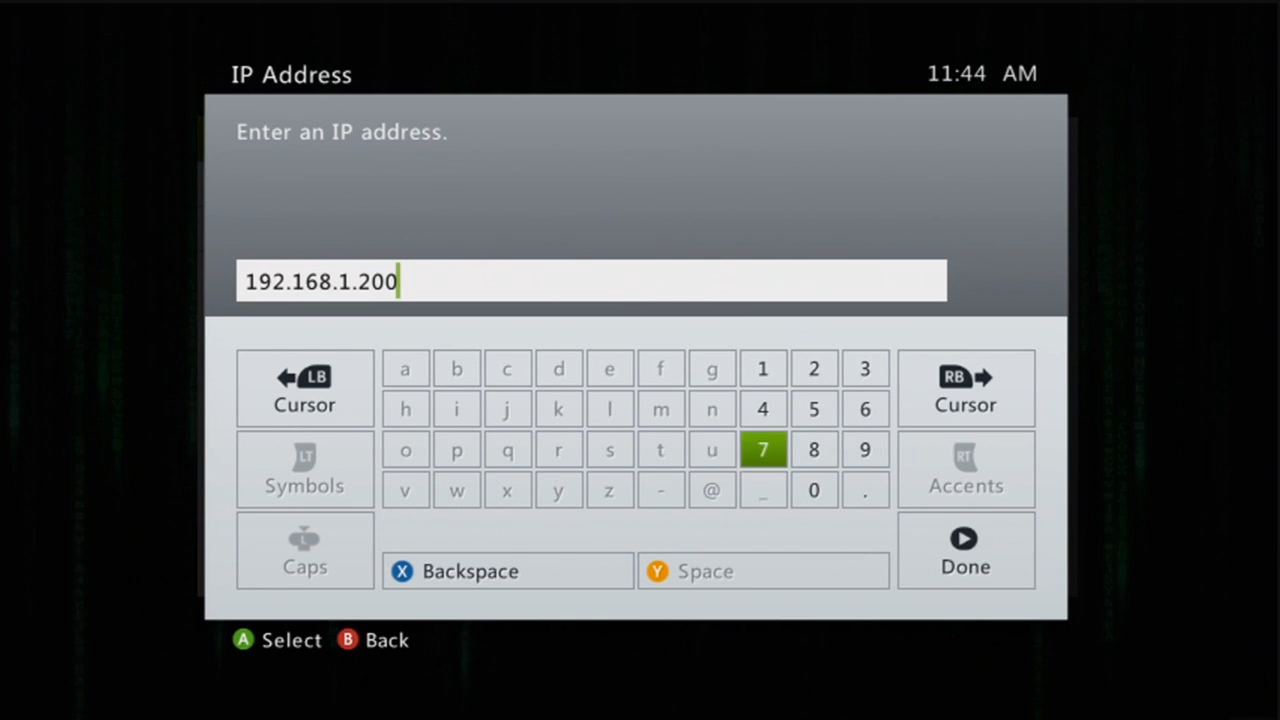 IP Address 11:44 AM
Enter an IP address.
192.168.1.200
LB a b c d e f g 1 2 3 RB
Cursor h i j k l m n 4 5 6 Cursor
LT o p q r s t u 7 8 9 RT
Symbols v w x y z - @ _ 0 . Accents
L
Caps X Backspace Y Space Done
A Select B Back